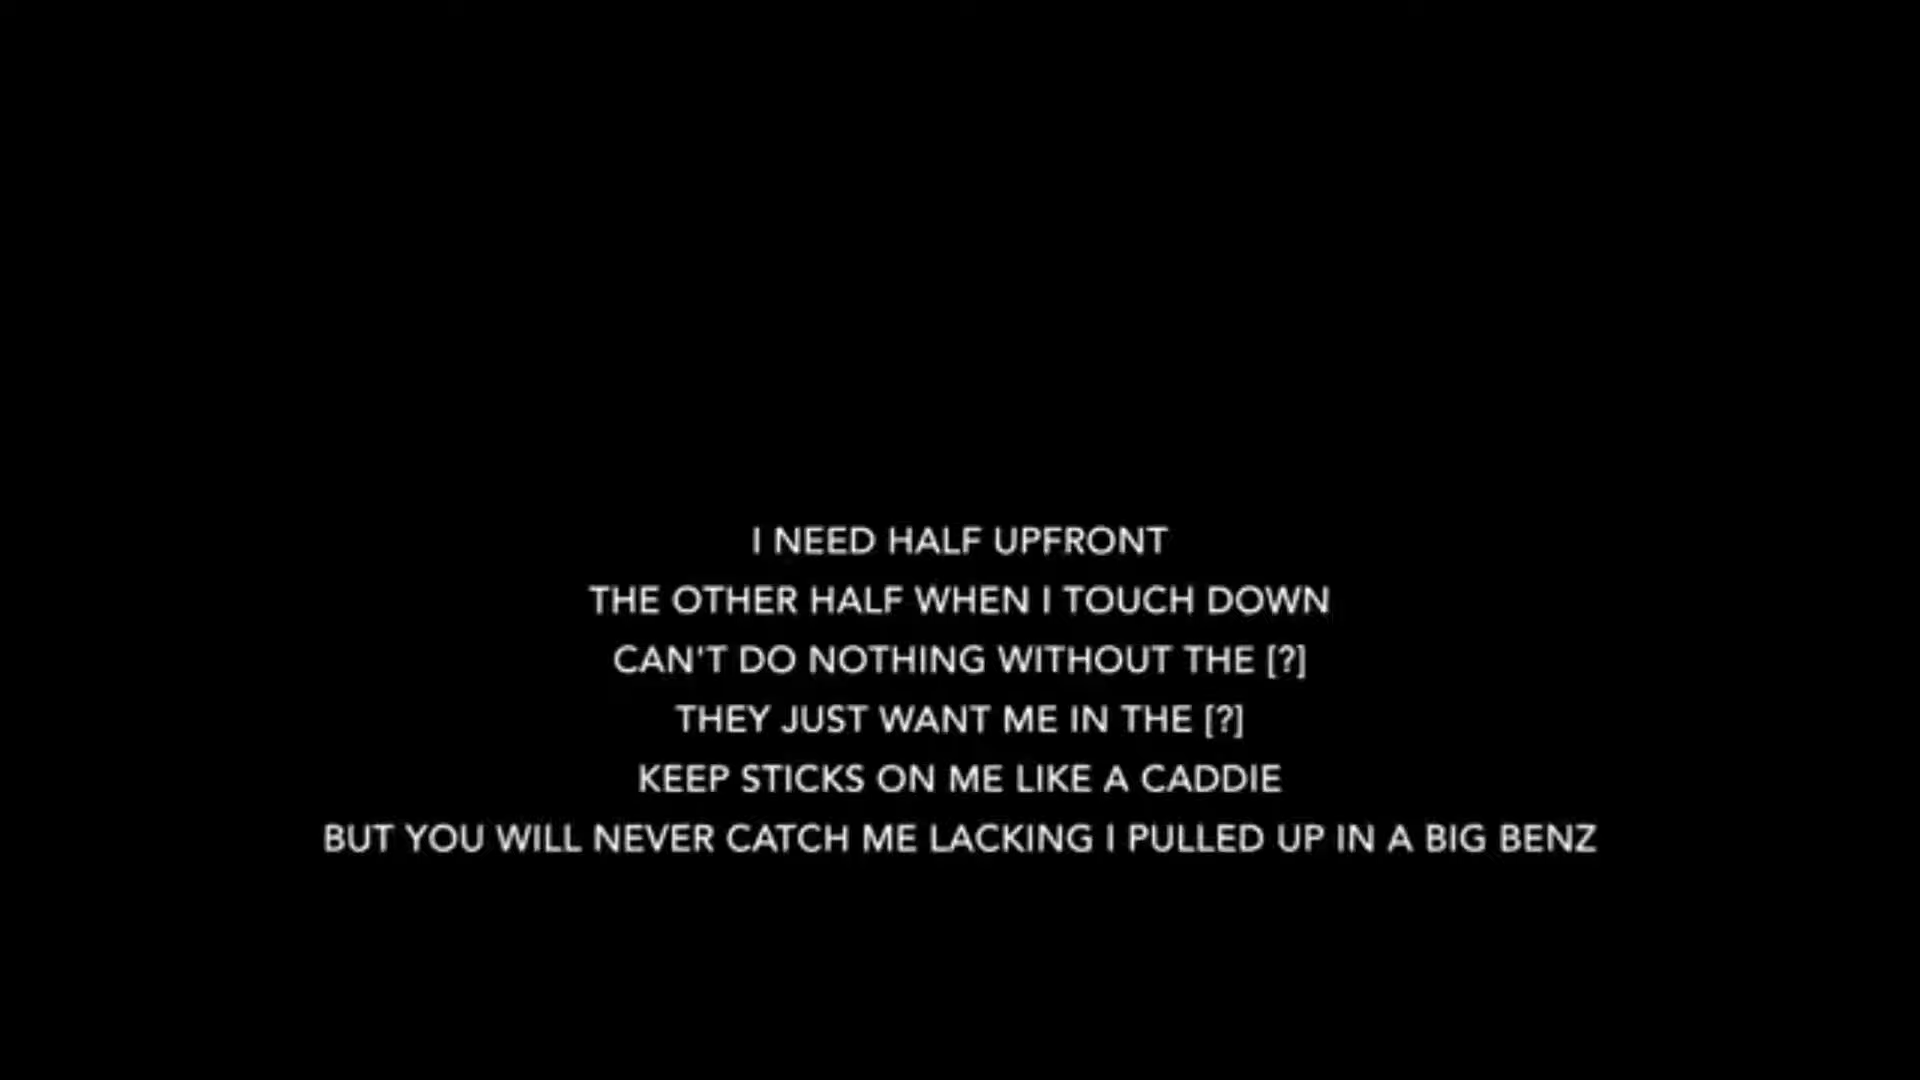 I NEED HALF UPFRONT
THE OTHER HALF WHEN I TOUCH DOWN
CAN'T DO NOTHING WITHOUT THE [?]
THEY JUST WANT ME IN THE [?]
KEEP STICKS ON ME LIKE A CADDIE
BUT YOU WILL NEVER CATCH ME LACKING I PULLED UP IN A BIG BENZ